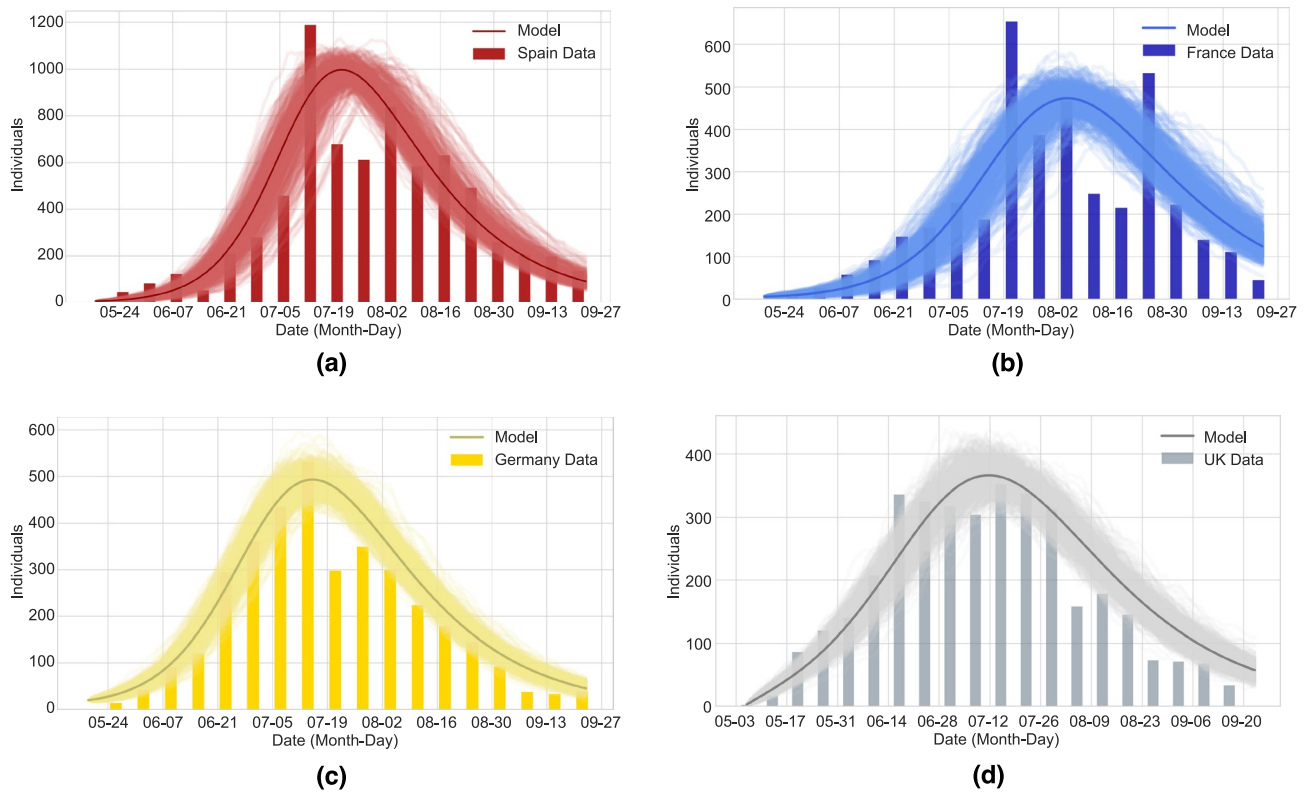 1200
1000
800
600
400
200
0
Individuals
Model
Spain Data
05-24 06-07 06-21 07-05 07-19 08-02 08-16 08-30 09-13 09-27
Date (Month-Day)
(a)
600
500
400
300
200
100
0
Individuals
Model
France Data
05-24 06-07 06-21 07-05 07-19 08-02 08-16 08-30 09-13 09-27
Date (Month-Day)
(b)
600
500
400
300
200
100
0
Individuals
Model
Germany Data
05-24 06-07 06-21 07-05 07-19 08-02 08-16 08-30 09-13 09-27
Date (Month-Day)
(c)
400
300
200
100
0
Individuals
Model
UK Data
05-03 05-17 05-31 06-14 06-28 07-12 07-26 08-09 08-23 09-06 09-20
Date (Month-Day)
(d)